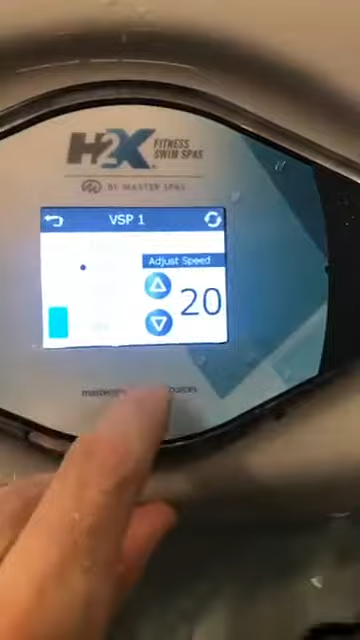 H2X FITNESS SWIM SPAS
BY MASTER SPAS
VSP 1
Adjust Speed
20